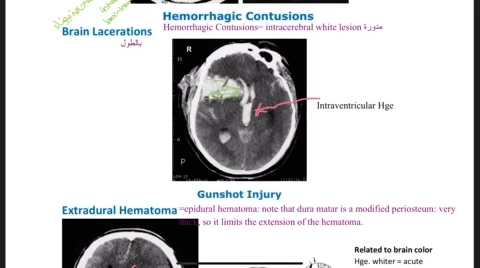 Hemorrhagic Contusions
Brain Lacerations
Hemorrhagic Contusions= intracerebral white lesion مدورة
بالطول
R
Intraventricular Hge
P
Gunshot Injury
Extradural Hematoma =epidural hematoma: note that dura matar is a modified periosteum: very
so it limits the extension of the hematoma.
Related to brain color
Hge. whiter = acute